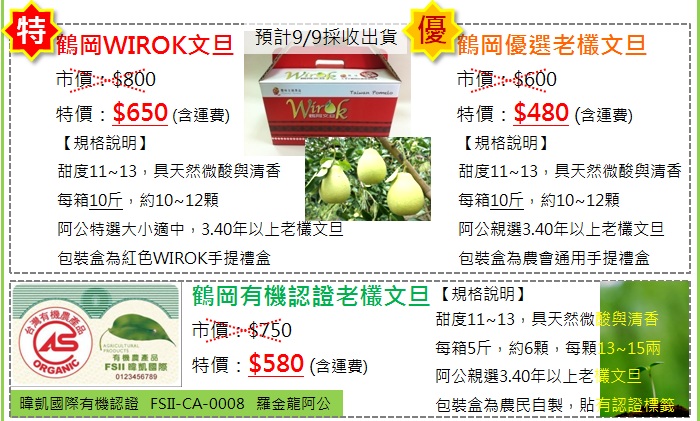 特
鶴岡WIROK文旦
市價:$800
特價:$650 (含運費)
【規格說明】
甜度11~13,具天然微酸與清香
每箱10斤,約10~12顆
阿公特選大小適中,3.40年以上老欉文旦
包裝盒為紅色WIROK手提禮盒
預計9/9採收出貨
Taiwan Pomelo
Wirok
鶴岡文旦
優
鶴岡優選老欉文旦
市價:$600
特價:$480 (含運費)
【規格說明】
甜度11~13,具天然微酸與清香
每箱10斤,約10~12顆
阿公親選3.40年以上老欉文旦
包裝盒為農會通用手提禮盒
台灣有機農產品
AS
ORGANIC
AGRICULTURAL
PRODUCTS
有機農產品
FSII 暐凱國際
0123456789
鶴岡有機認證老欉文旦
市價:$750
特價:$580 (含運費)
暐凱國際有機認證 FSII-CA-0008 羅金龍阿公
【規格說明】
甜度11~13,具天然微酸與清香
每箱5斤,約6顆,每顆13~15兩
阿公親選3.40年以上老欉文旦
包裝盒為農民自製,貼有認證標籤